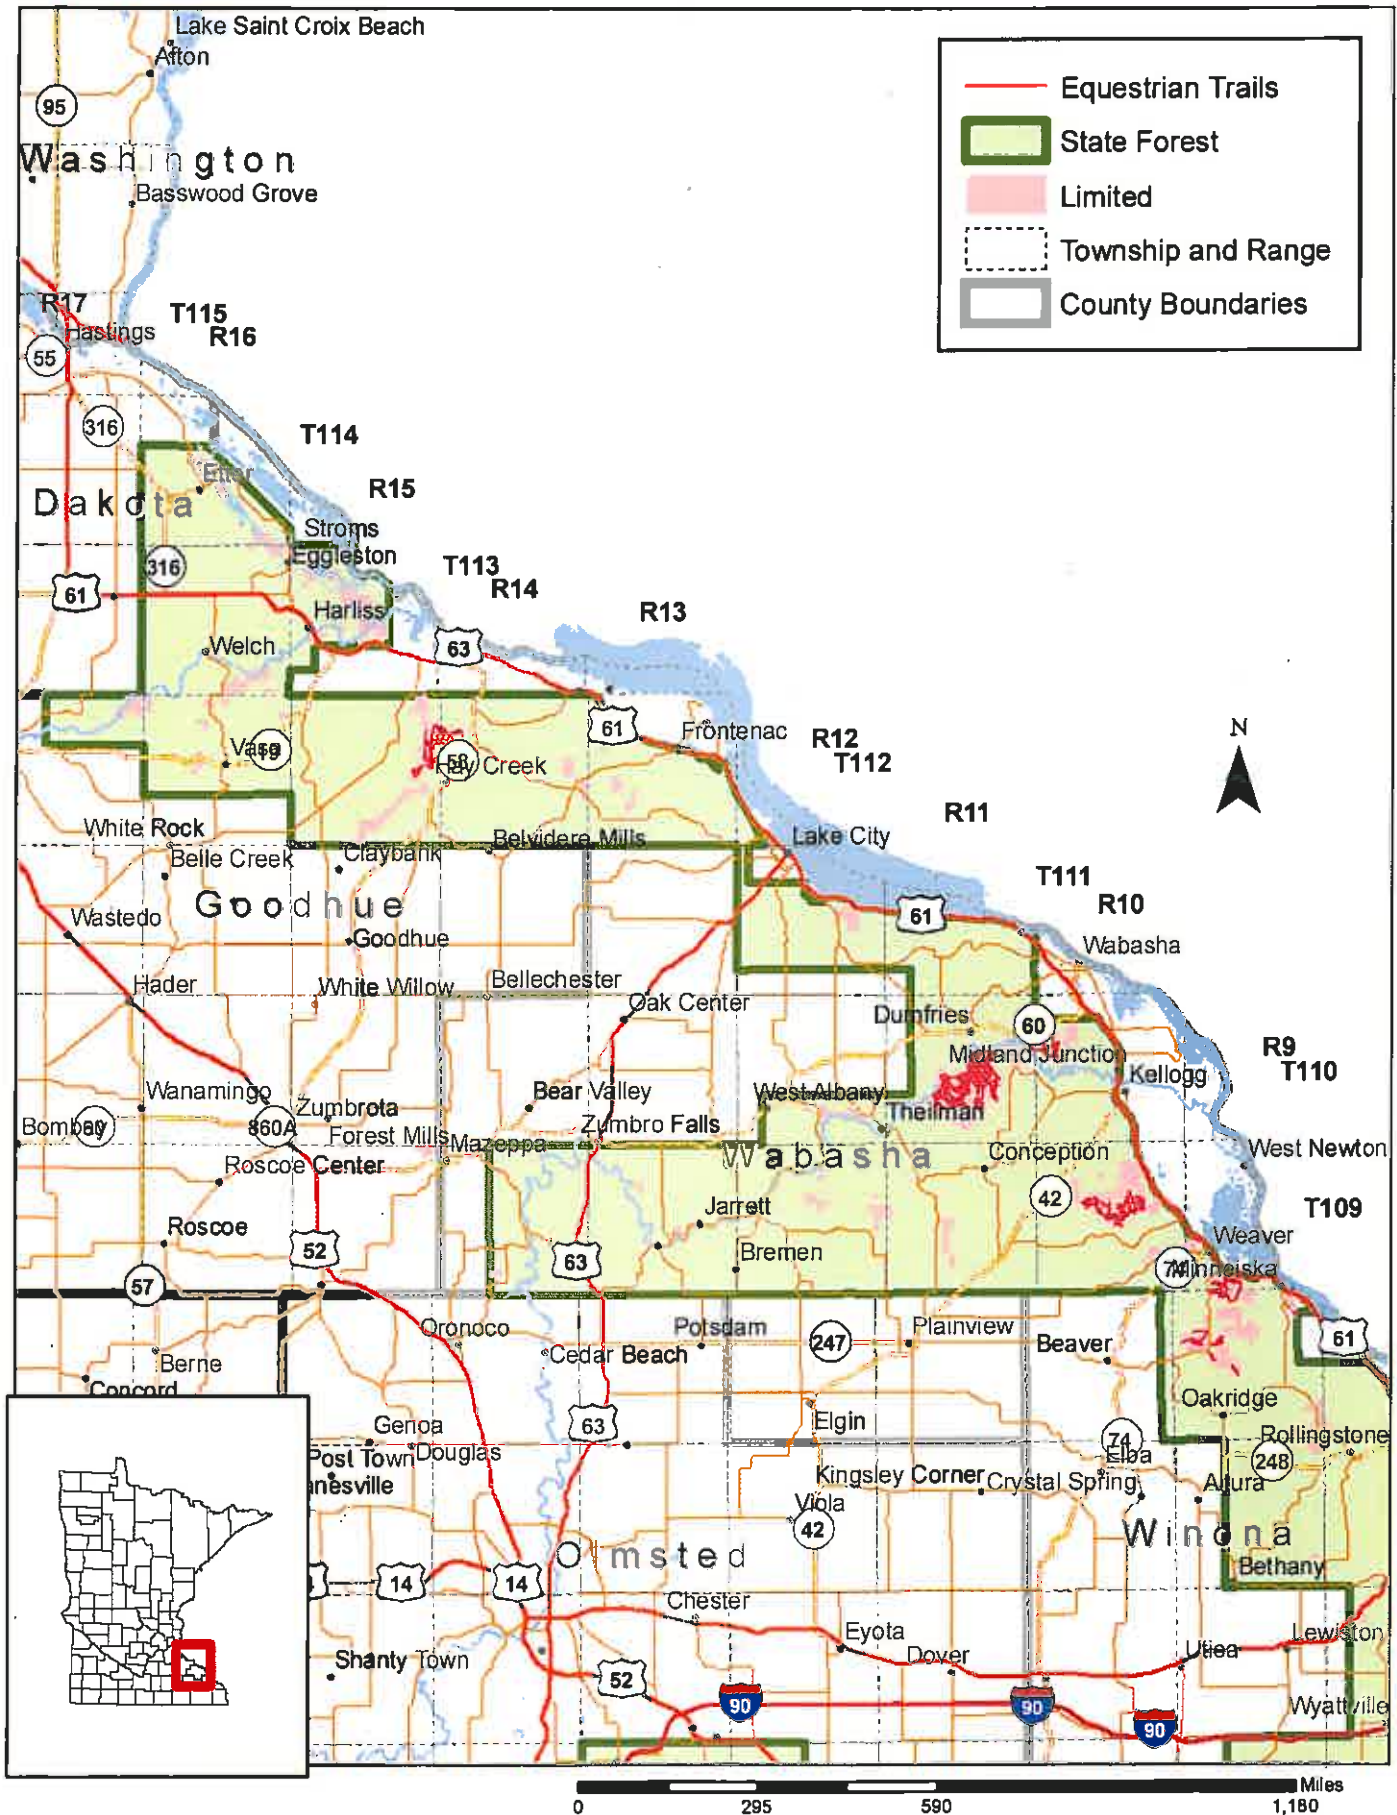 Lake Saint Croix Beach
Afton
95
Washington
Basswood Grove
Equestrian Trails
State Forest
Limited
Township and Range
County Boundaries
R17
T115
Hastings
R16
55
316
T114
Etter
R15
Dakota
Stroms
Eggleston
316
T113
R14
61
Harliss
R13
Welch
63
61
Frontenac
R12
T112
N
Vasa
19
58
Hay Creek
R11
White Rock
Belle Creek
Claybank
Belvidere Mills
Lake City
T111
R10
Goodhue
Wastedo
Goodhue
61
Wabasha
Hader
White Willow
Bellechester
Oak Center
Dumfries
60
R9
T110
Midland Junction
Kellogg
Wanamingo
Zumbrota
Bear Valley
West Albany
Theilman
Bombay
60
860A
Forest Mills
Mazeppa
Zumbro Falls
Wabasha
Conception
West Newton
Roscoe Center
42
Jarrett
T109
Roscoe
52
63
Bremen
Weaver
74
Minneiska
57
Oronoco
Potsdam
247
Plainview
Beaver
61
Berne
Cedar Beach
Concord
Oakridge
Genoa
63
Elgin
74
Elba
Rollingstone
248
Post Town
Douglas
anesville
Kingsley Corner
Crystal Spring
Altura
Viola
42
Winona
Olmsted
Bethany
14
14
Chester
Eyota
Dover
Utica
Lewiston
Shanty Town
52
90
90
90
Wyattville
Miles
0
295
590
1,180